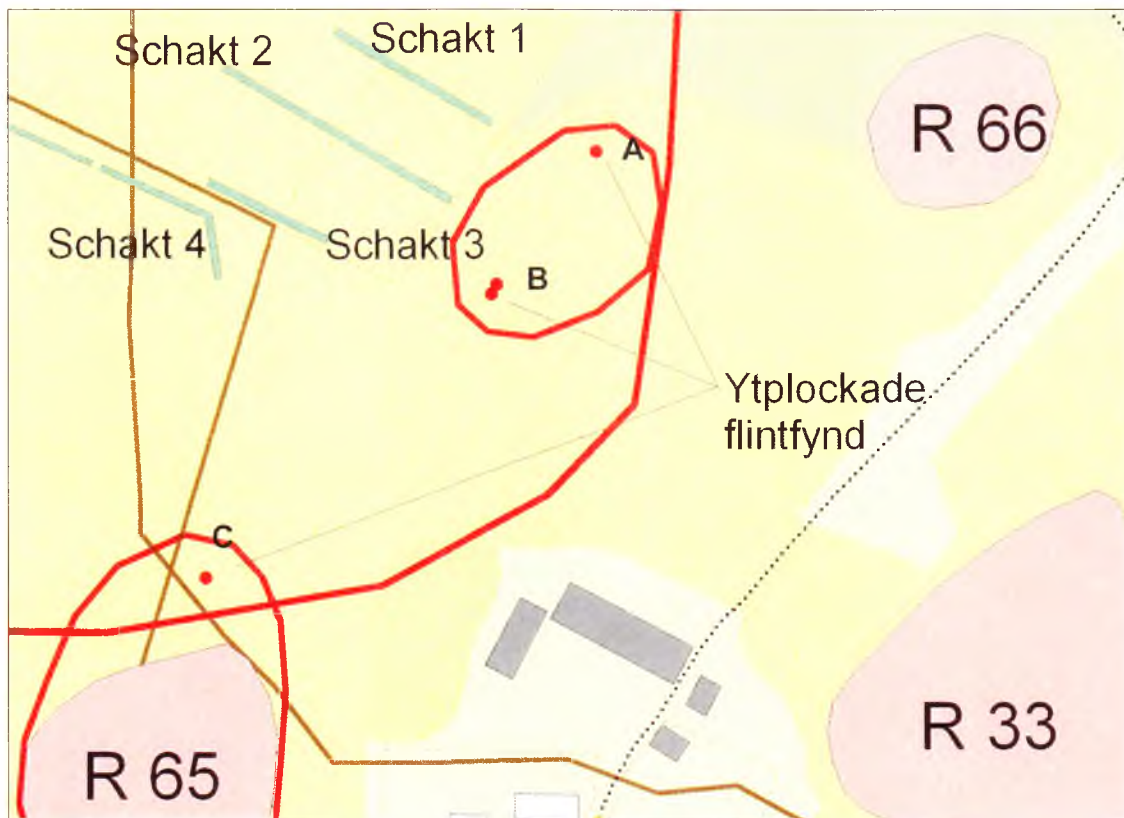 Schakt 1
Schakt 2
R 66
A
Schakt 3
Schakt 4
B
Ytplockade
flintfynd
C
R 33
R 65